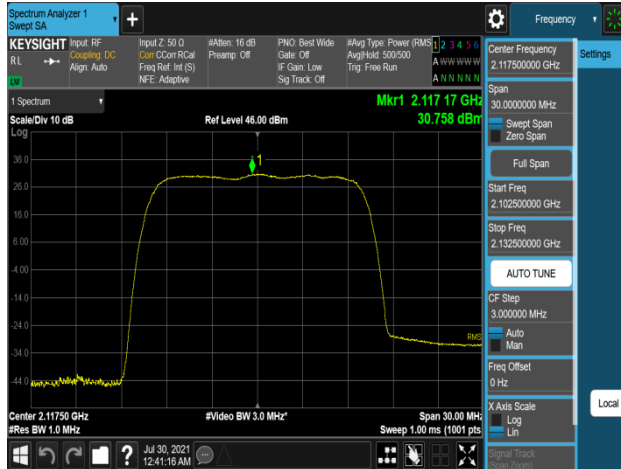 Spectrum Analyzer 1
Swept SA
+
Frequency
KEYSIGHT
RL
Input: RF
Coupling: DC
Align: Auto
Input Z: 50 Ω
Corr CCorr RCal
Freq Ref: Int (S)
NFE: Adaptive
#Atten: 16 dB
Preamp: Off
PNO: Best Wide
Gate: Off
IF Gain: Low
Sig Track: Off
#Avg Type: Power (RMS
Avg|Hold: 500/500
Trig: Free Run
1 2 3 4 5 6
A W W W W W
A N N N N N
1 Spectrum
Scale/Div 10 dB
Ref Level 46.00 dBm
Mkr1 2.117 17 GHz
30.758 dBm
Log
1
36.0
26.0
16.0
6.00
-4.00
-14.0
-24.0
-34.0
-44.0
RMS
Center 2.11750 GHz
#Res BW 1.0 MHz
#Video BW 3.0 MHz*
Span 30.00 MHz
Sweep 1.00 ms (1001 pts
?
Jul 30, 2021
12:41:16 AM
Center Frequency
2.117500000 GHz
Settings
Span
30.0000000 MHz
Swept Span
Zero Span
Full Span
Start Freq
2.102500000 GHz
Stop Freq
2.132500000 GHz
AUTO TUNE
CF Step
3.000000 MHz
Auto
Man
Freq Offset
0 Hz
X Axis Scale
Log
Lin
Local
Signal Track
(Span Zoom)